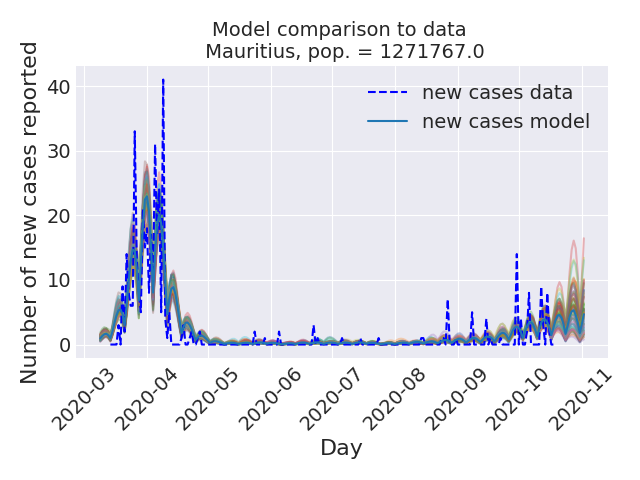 Model comparison to data
Mauritius, pop. = 1271767.0
new cases data
new cases model
Number of new cases reported
40
30
20
10
0
2020-03
2020-04
2020-05
2020-06
2020-07
2020-08
2020-09
2020-10
2020-11
Day